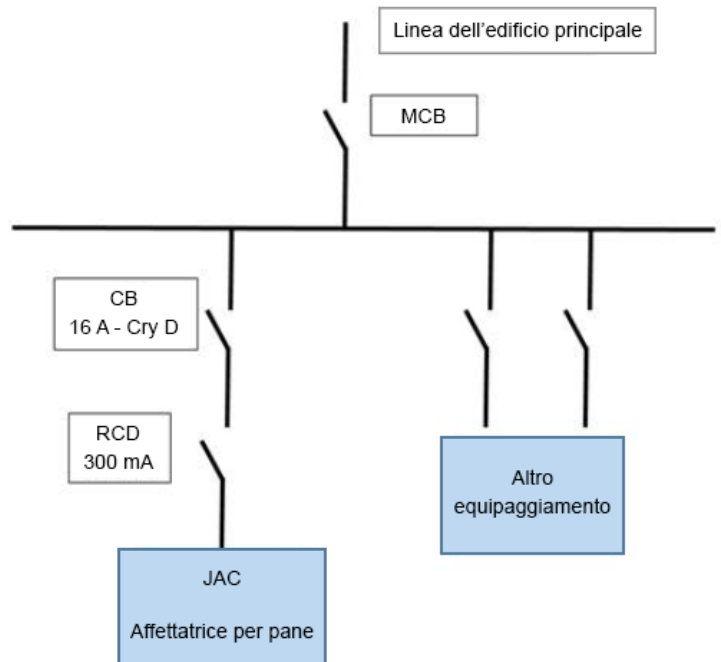 Linea dell'edificio principale
MCB
CB
16 A - Cry D
RCD
300 mA
Altro
equipaggiamento
JAC
Affettatrice per pane